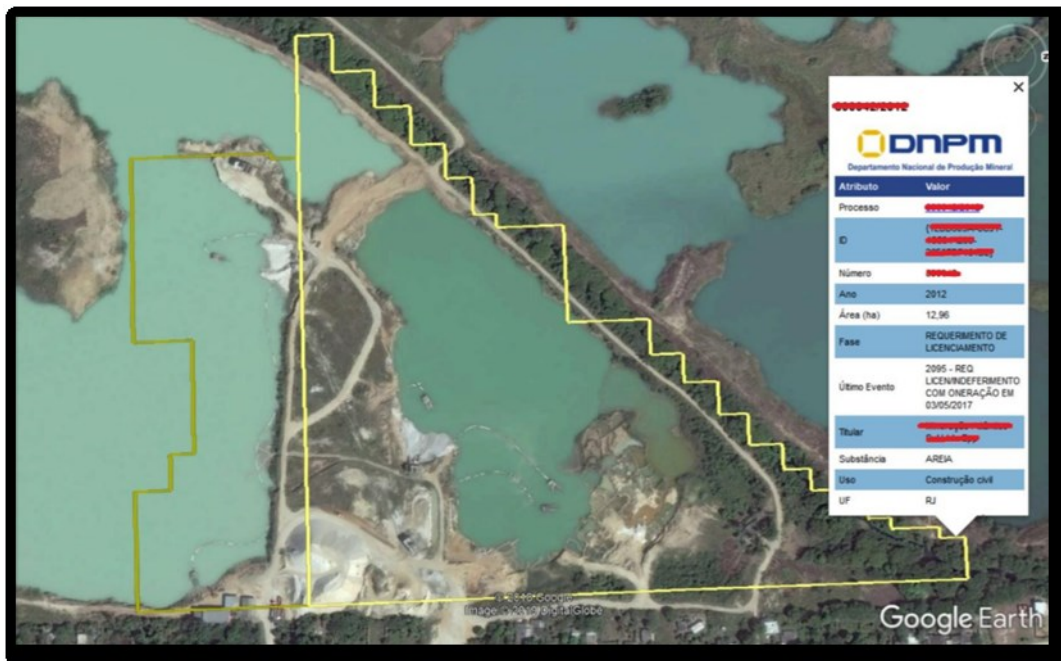 DNPM
Departamento Nacional de Produção Mineral
Atributo Valor
Processo
ID
Número
Ano 2012
Área (ha) 12,96
Fase REQUERIMENTO DE
LICENCIAMENTO
Último Evento 2095 - REQ
LICEN/INDEFERIMENTO
COM ONERAÇÃO EM
03/05/2017
Titular
Substância AREIA
Uso Construção civil
UF RJ
Google Earth